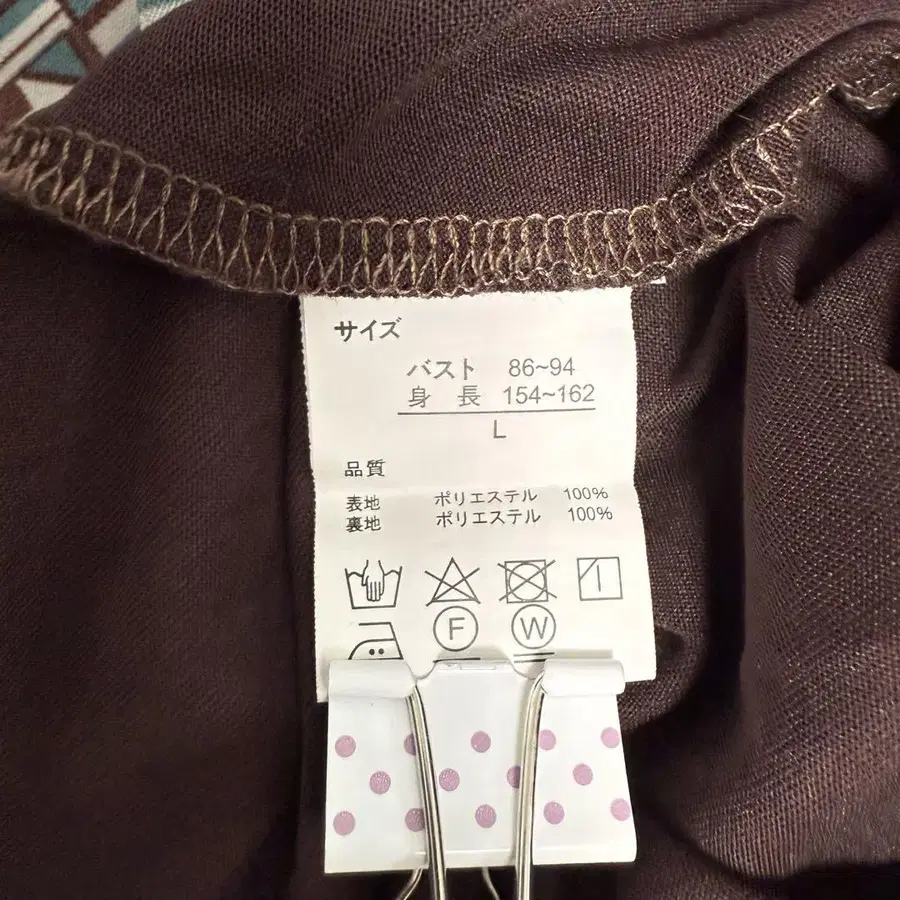 サイズ
バスト 86~94
身 長 154~162
L
品質
表地 ポリエステル 100%
裏地 ポリエステル 100%
F W